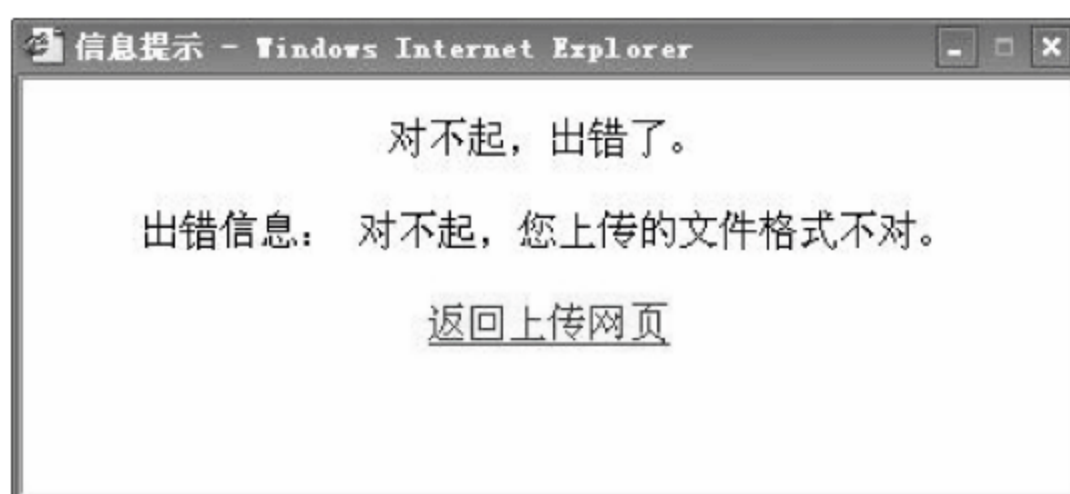 信息提示 - Windows Internet Explorer
对不起，出错了。
出错信息： 对不起，您上传的文件格式不对。
返回上传网页